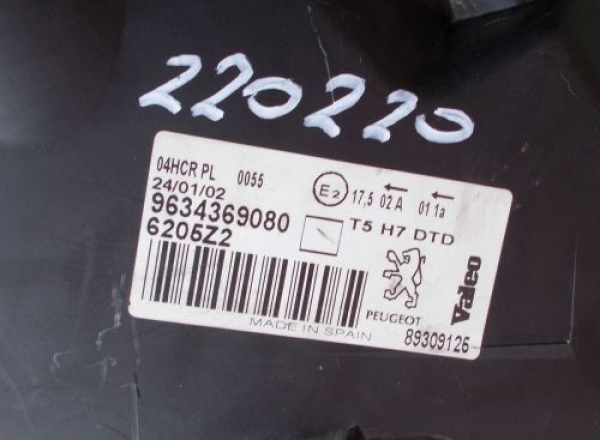 220220
04HCR PL 0055 E2 17,5 02 A 01 1a
24/01/02
9634369080 T5 H7 DTD
6205Z2
PEUGEOT Valeo
MADE IN SPAIN 89309126